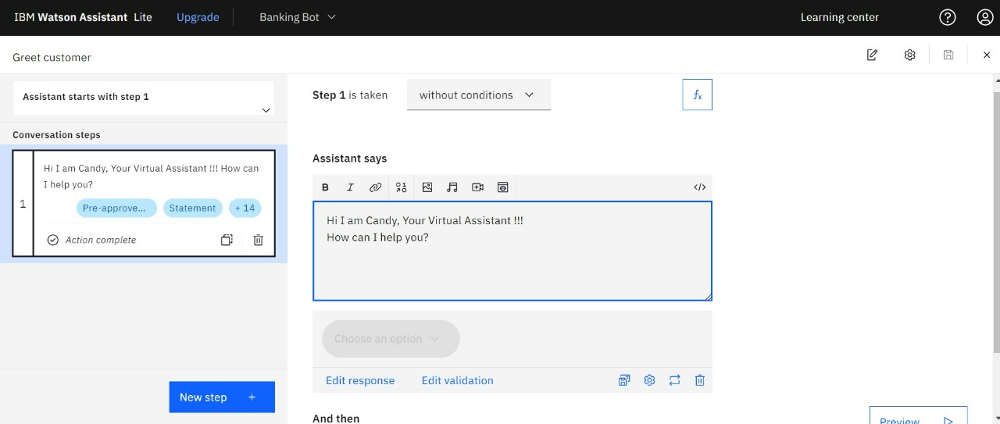 IBM Watson Assistant Lite Upgrade Banking Bot Learning center
Greet customer
Assistant starts with step 1
Conversation steps
1
Hi I am Candy, Your Virtual Assistant !!! How can
I help you?
Pre-approve... Statement + 14
Action complete
New step +
Step 1 is taken without conditions fx
Assistant says
B I </>
Hi I am Candy, Your Virtual Assistant !!!
How can I help you?
Choose an option
Edit response Edit validation
And then
Preview